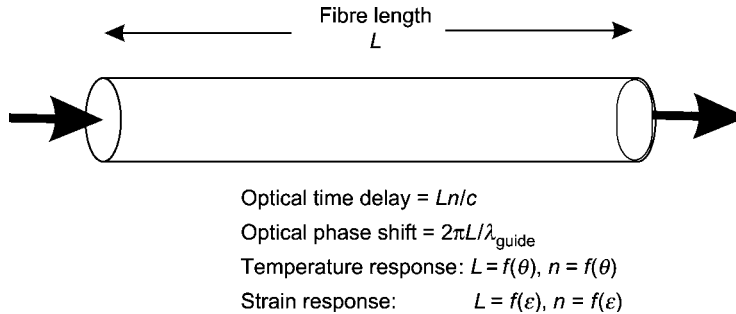 Fibre length
L
Optical time delay = Ln/c
Optical phase shift = 2πL/λguide
Temperature response: L = f(θ), n = f(θ)
Strain response: L = f(ε), n = f(ε)